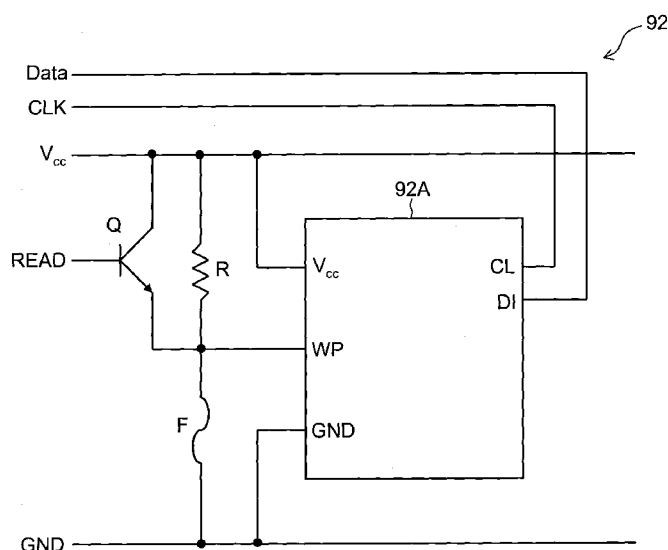 92
Data
CLK
Vcc
92A
Q
READ
R
Vcc
CL
DI
WP
F
GND
GND